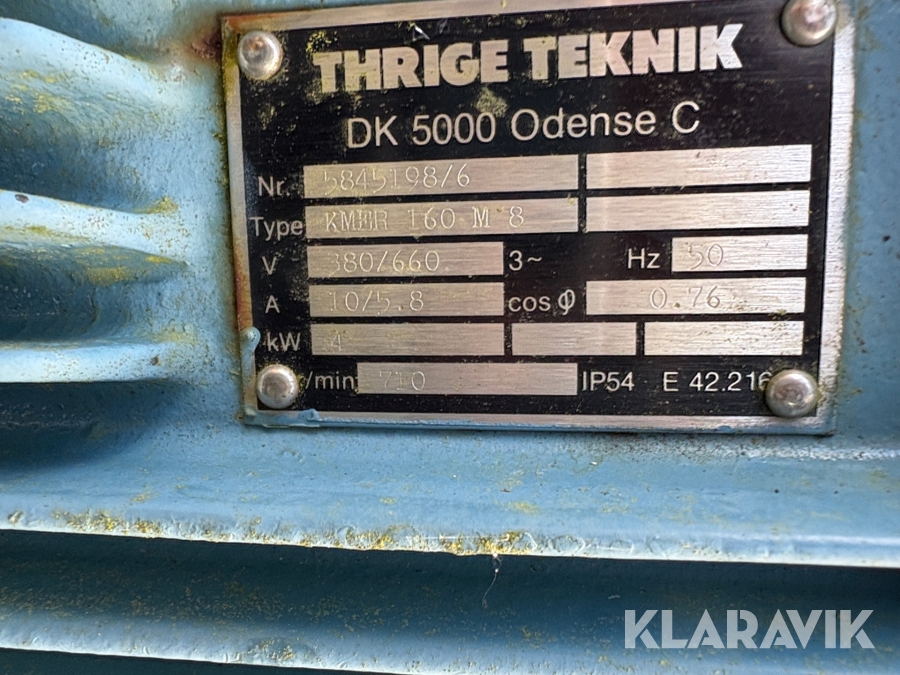 THRIGE TEKNIK
DK 5000 Odense C
Nr. 5845198/6
Type KMER 160 M 8
V 380/660 3~ Hz 50
A 10/5.8 cos φ 0.76
kW 4
/min 710 IP54 E 42.216
KLARAVIK